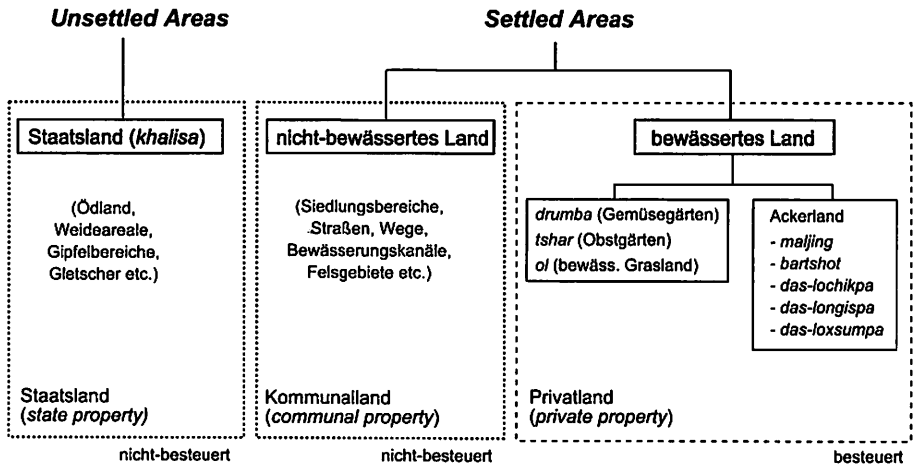 Unsettled Areas
Settled Areas
Staatsland (khalisa)
(Ödland,
Weideareale,
Gipfelbereiche,
Gletscher etc.)
Staatsland
(state property)
nicht-besteuert
nicht-bewässertes Land
(Siedlungsbereiche,
Straßen, Wege,
Bewässerungskanäle,
Felsgebiete etc.)
Kommunalland
(communal property)
nicht-besteuert
bewässertes Land
drumba (Gemüsegärten)
tshar (Obstgärten)
ol (bewäss. Grasland)
Ackerland
- maljing
- bartshot
- das-lochikpa
- das-longispa
- das-loxsumpa
Privatland
(private property)
besteuert